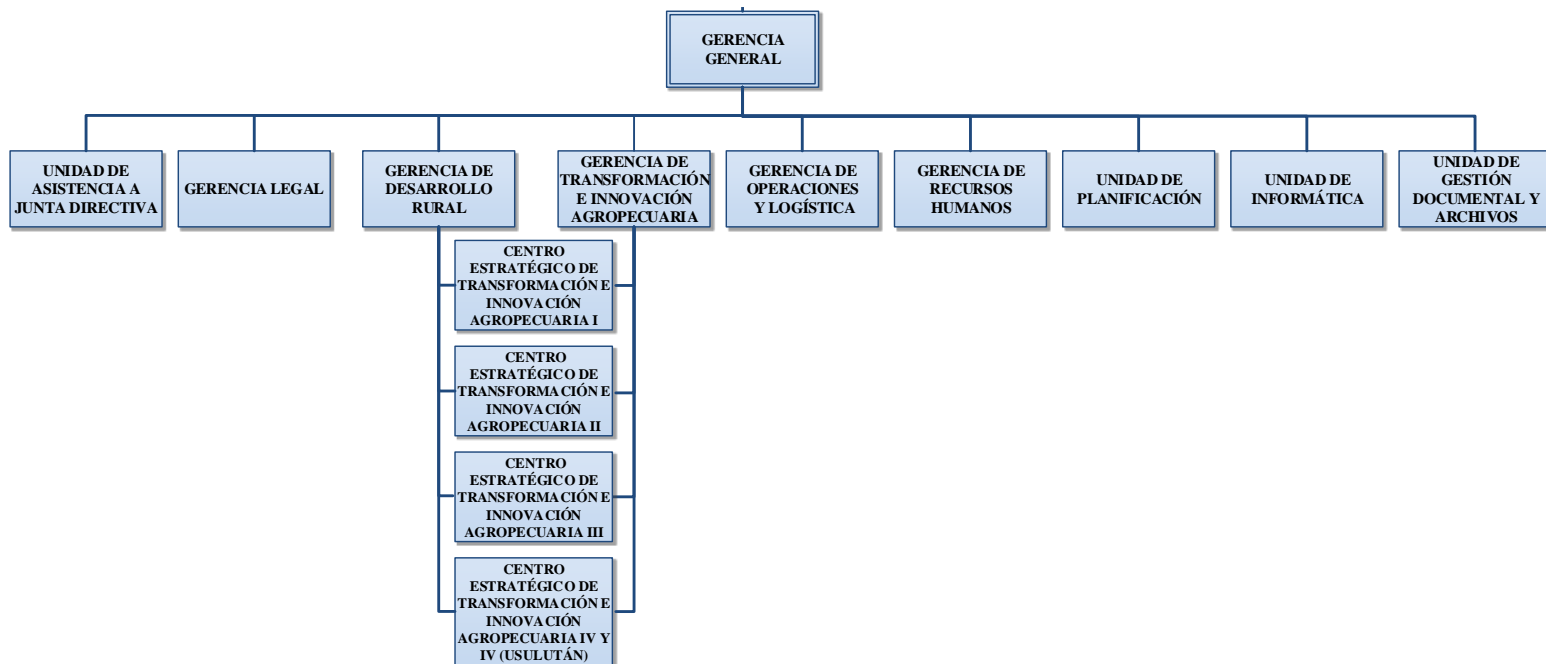 GERENCIA
GENERAL
UNIDAD DE
ASISTENCIA A
JUNTA DIRECTIVA
GERENCIA LEGAL
GERENCIA DE
DESARROLLO
RURAL
GERENCIA DE
TRANSFORMACIÓN
E INNOVACIÓN
AGROPECUARIA
GERENCIA DE
OPERACIONES
Y LOGÍSTICA
GERENCIA DE
RECURSOS
HUMANOS
UNIDAD DE
PLANIFICACIÓN
UNIDAD DE
INFORMÁTICA
UNIDAD DE
GESTIÓN
DOCUMENTAL Y
ARCHIVOS
CENTRO
ESTRATÉGICO DE
TRANSFORMACIÓN E
INNOVACIÓN
AGROPECUARIA I
CENTRO
ESTRATÉGICO DE
TRANSFORMACIÓN E
INNOVACIÓN
AGROPECUARIA II
CENTRO
ESTRATÉGICO DE
TRANSFORMACIÓN E
INNOVACIÓN
AGROPECUARIA III
CENTRO
ESTRATÉGICO DE
TRANSFORMACIÓN E
INNOVACIÓN
AGROPECUARIA IV Y
IV (USULUTÁN)